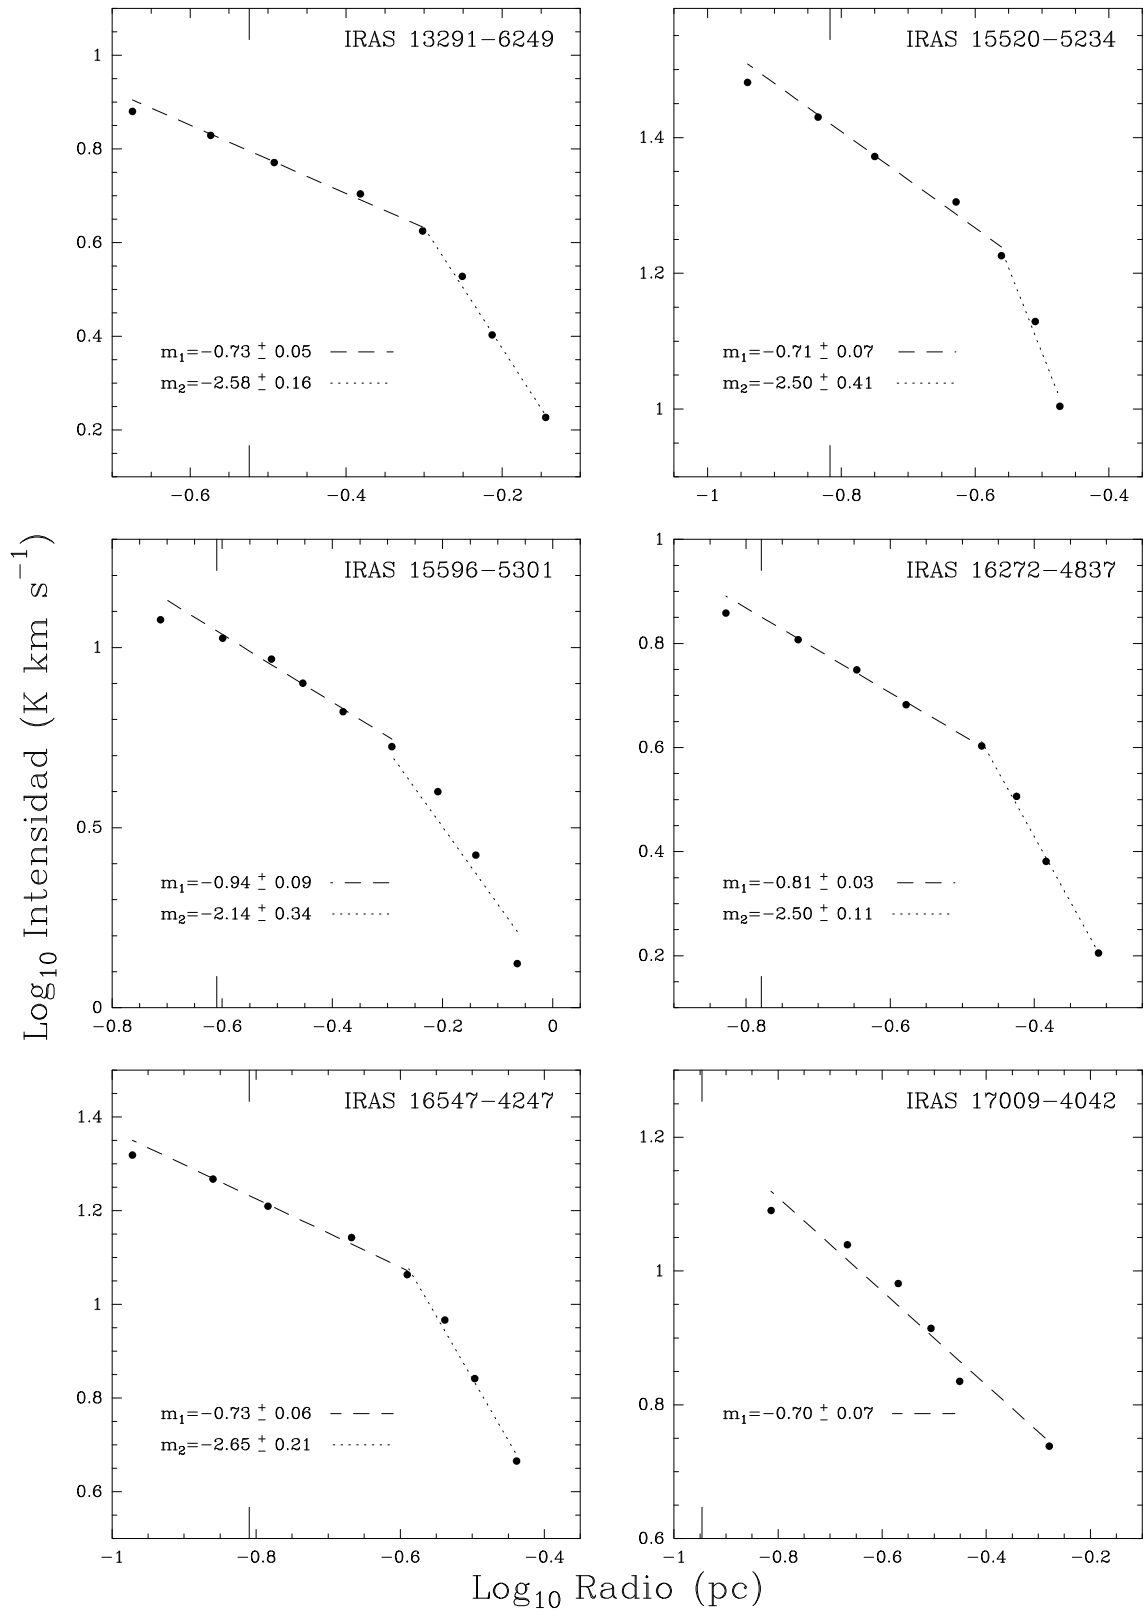 IRAS 13291−6249
1
0.8
0.6
0.4
0.2
m₁=−0.73 ± 0.05
m₂=−2.58 ± 0.16
−0.6 −0.4 −0.2
IRAS 15520−5234
1.4
1.2
1
m₁=−0.71 ± 0.07
m₂=−2.50 ± 0.41
−1 −0.8 −0.6 −0.4
Log₁₀ Intensidad (K km s⁻¹)
IRAS 15596−5301
1
0.5
0
m₁=−0.94 ± 0.09
m₂=−2.14 ± 0.34
−0.8 −0.6 −0.4 −0.2 0
IRAS 16272−4837
1
0.8
0.6
0.4
0.2
m₁=−0.81 ± 0.03
m₂=−2.50 ± 0.11
−0.8 −0.6 −0.4
IRAS 16547−4247
1.4
1.2
1
0.8
0.6
m₁=−0.73 ± 0.06
m₂=−2.65 ± 0.21
−1 −0.8 −0.6 −0.4
IRAS 17009−4042
1.2
1
0.8
0.6
m₁=−0.70 ± 0.07
−1 −0.8 −0.6 −0.4 −0.2
Log₁₀ Radio (pc)